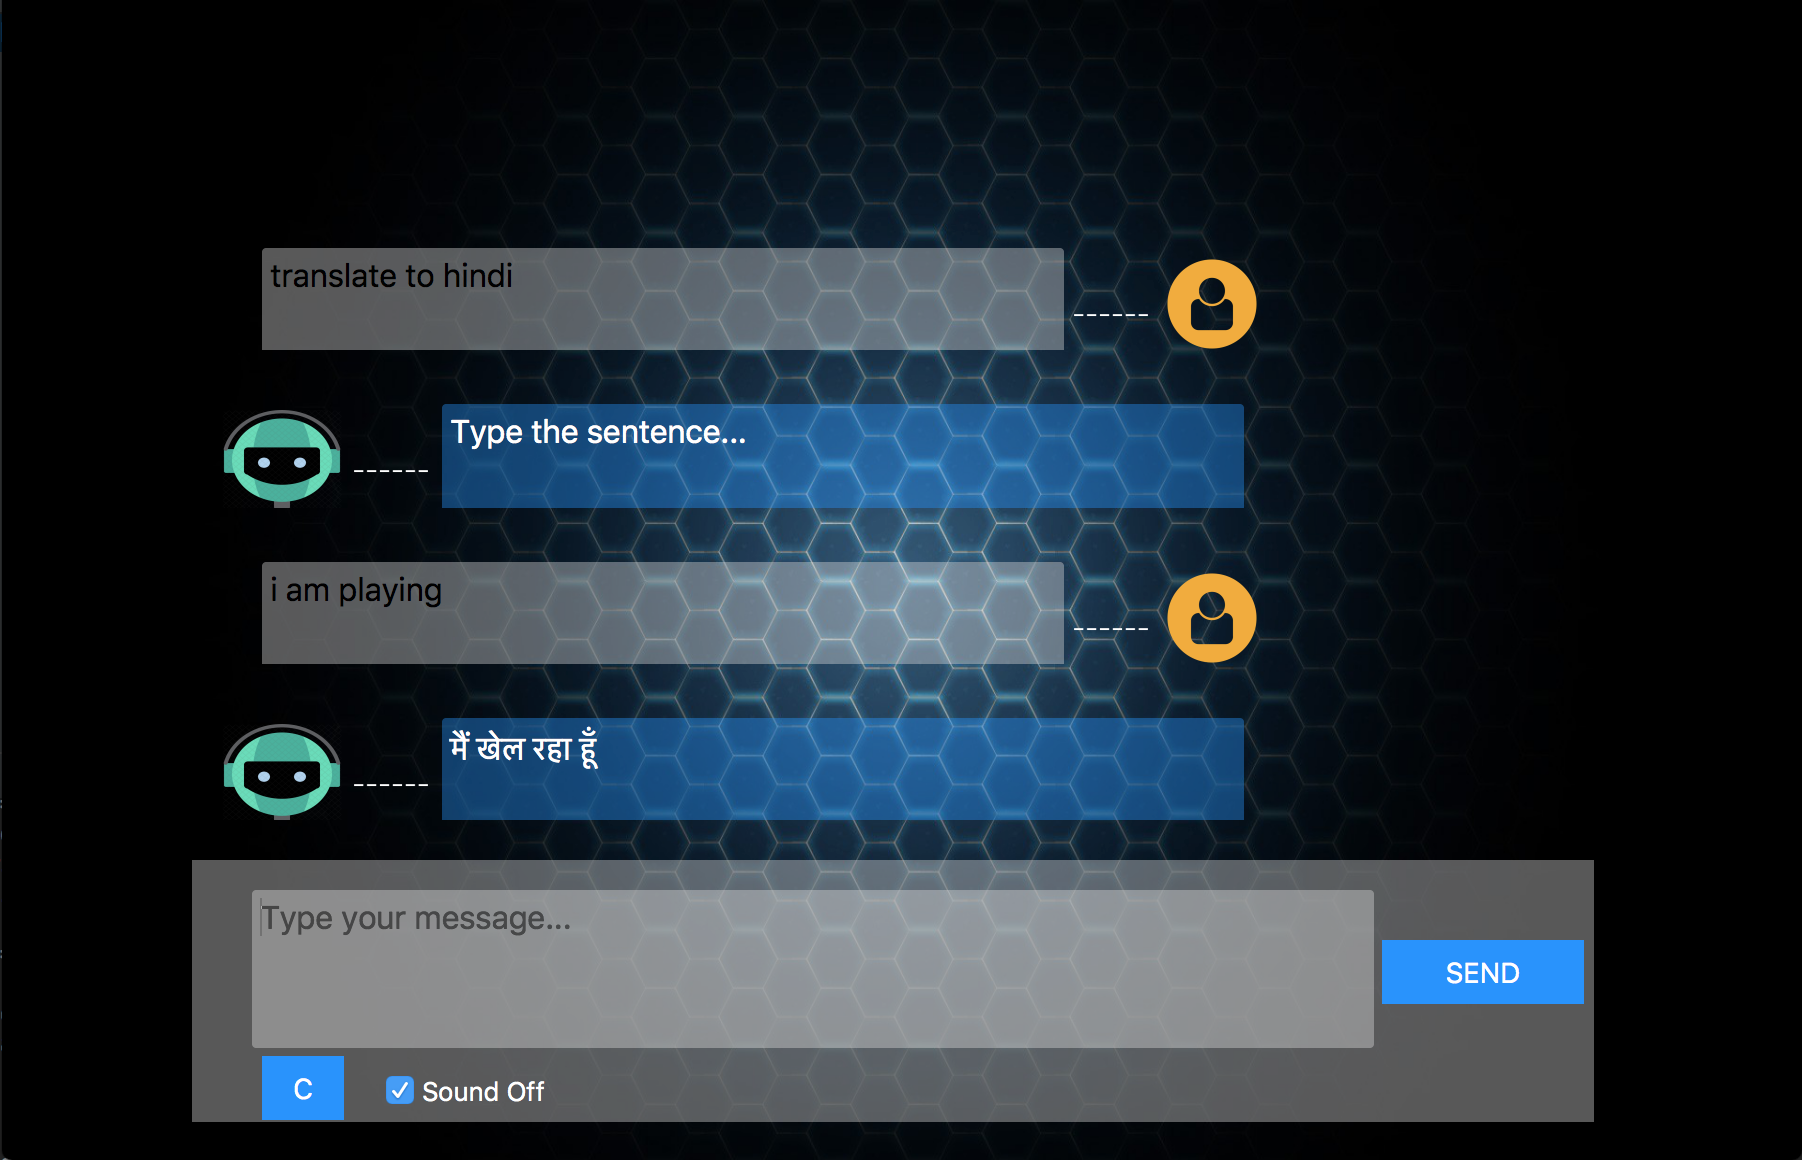 translate to hindi
------
------
Type the sentence...
i am playing
------
------
मैं खेल रहा हूँ
Type your message...
SEND
C
Sound Off